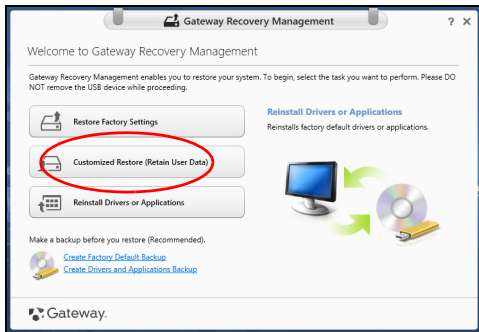 Gateway Recovery Management
? X
Welcome to Gateway Recovery Management
Gateway Recovery Management enables you to restore your system. To begin, select the task you want to perform. Please DO
NOT remove the USB device while proceeding.
Restore Factory Settings
Customized Restore (Retain User Data)
Reinstall Drivers or Applications
Reinstall Drivers or Applications
Reinstalls factory default drivers or applications.
Make a backup before you restore (Recommended).
Create Factory Default Backup
Create Drivers and Applications Backup
Gateway.